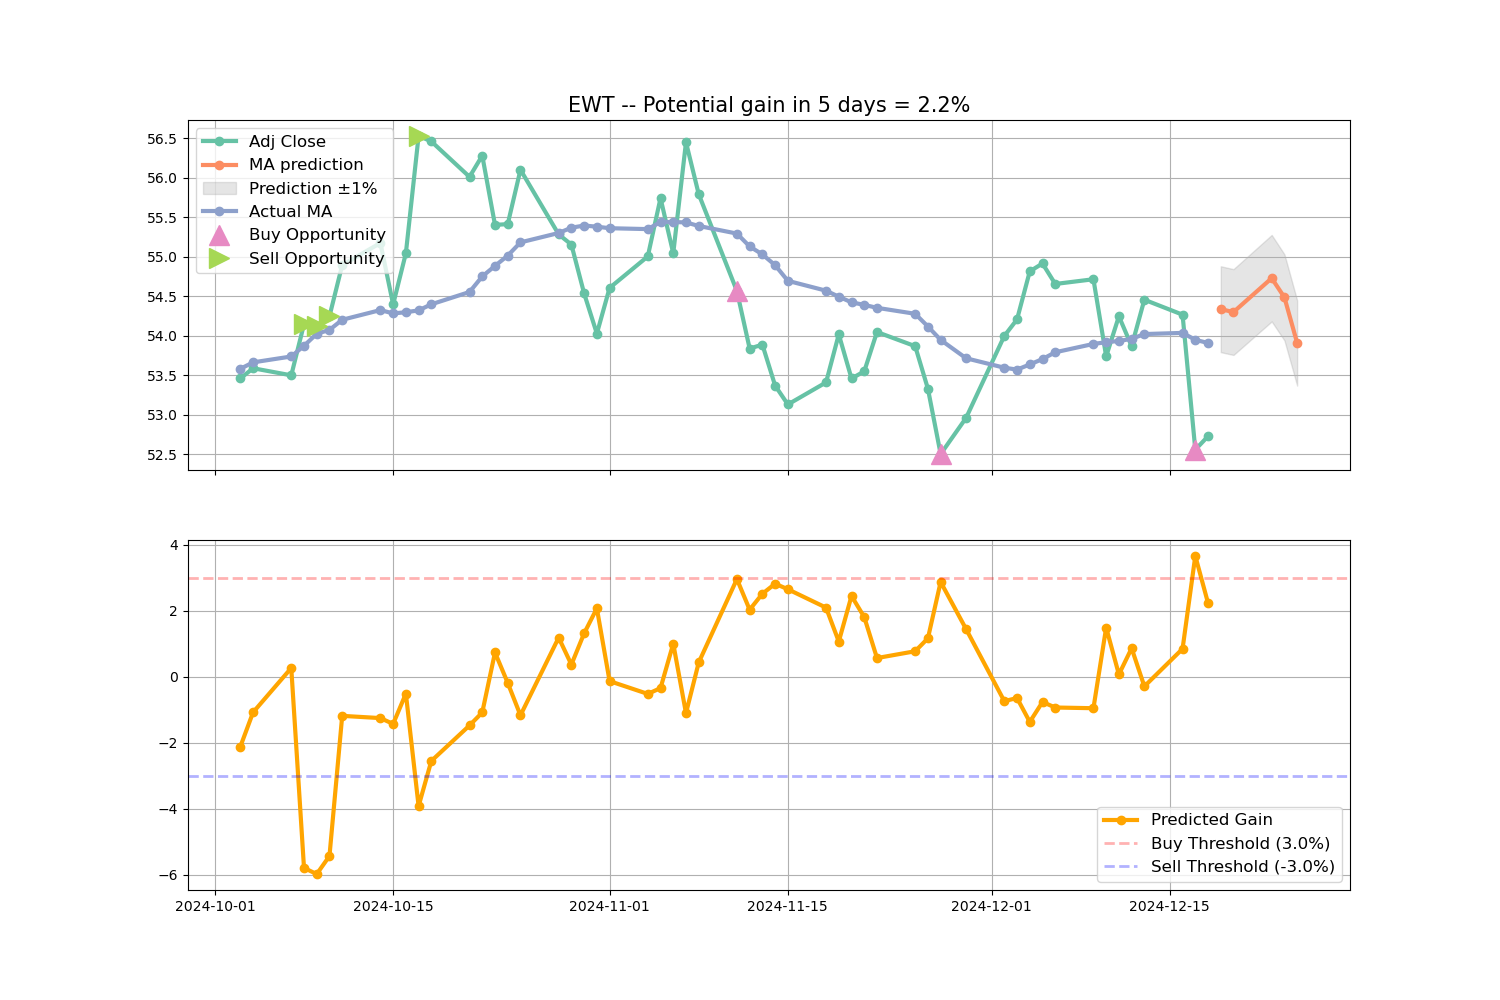 EWT -- Potential gain in 5 days = 2.2%
56.5
56.0
55.5
55.0
54.5
54.0
53.5
53.0
52.5
Adj Close
MA prediction
Prediction ±1%
Actual MA
Buy Opportunity
Sell Opportunity
4
2
0
−2
−4
−6
Predicted Gain
Buy Threshold (3.0%)
Sell Threshold (-3.0%)
2024-10-01 2024-10-15 2024-11-01 2024-11-15 2024-12-01 2024-12-15